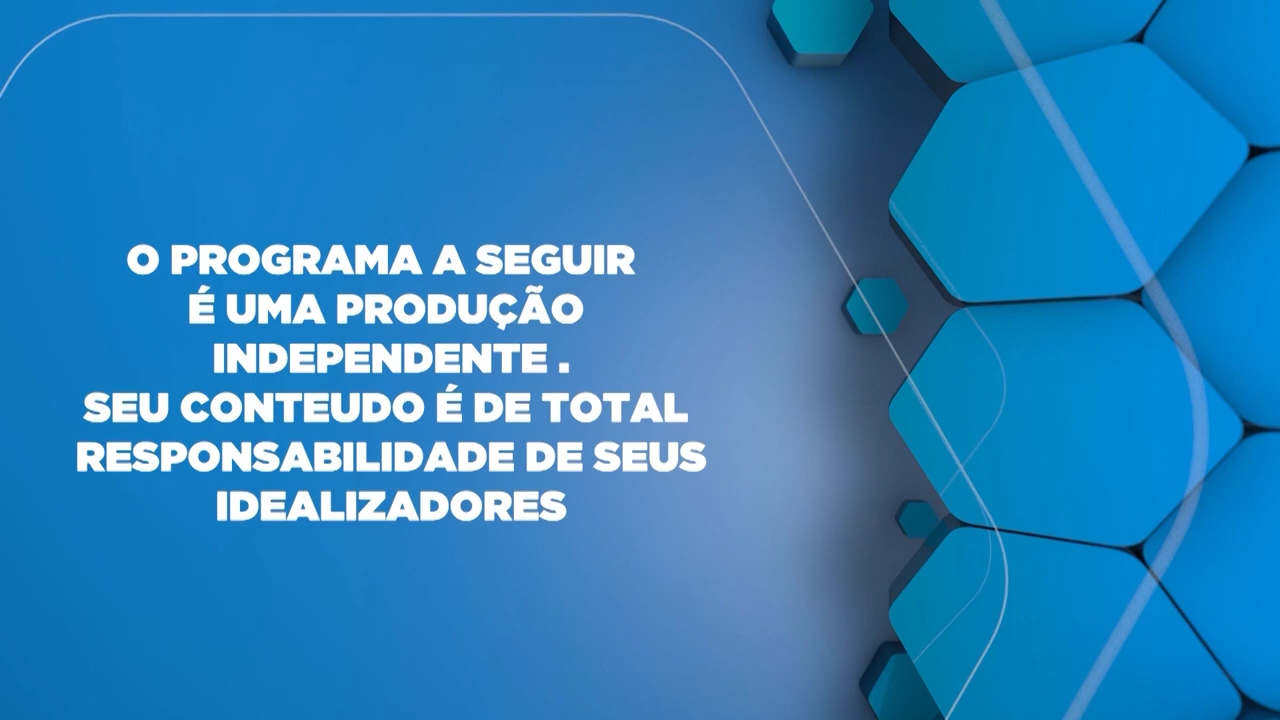 O PROGRAMA A SEGUIR
É UMA PRODUÇÃO
INDEPENDENTE .
SEU CONTEUDO É DE TOTAL
RESPONSABILIDADE DE SEUS
IDEALIZADORES